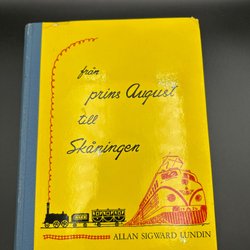 från
prins August
till
Skåningen
ALLAN SIGWARD LUNDIN